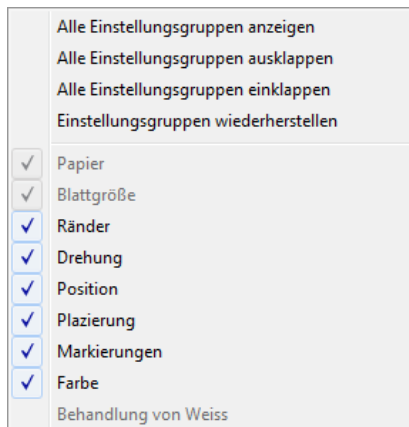 Alle Einstellungsgruppen anzeigen
Alle Einstellungsgruppen ausklappen
Alle Einstellungsgruppen einklappen
Einstellungsgruppen wiederherstellen
Papier
Blattgröße
Ränder
Drehung
Position
Plazierung
Markierungen
Farbe
Behandlung von Weiss